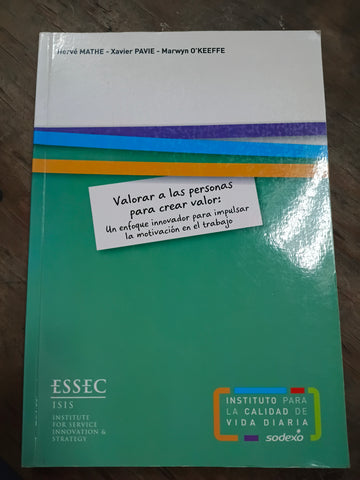 Hervé MATHE - Xavier PAVIE - Marwyn O'KEEFFE
Valorar a las personas
para crear valor:
Un enfoque innovador para impulsar
la motivación en el trabajo
ESSEC
ISIS
INSTITUTE
FOR SERVICE
INNOVATION &
STRATEGY
INSTITUTO PARA
LA CALIDAD DE
VIDA DIARIA
sodexo